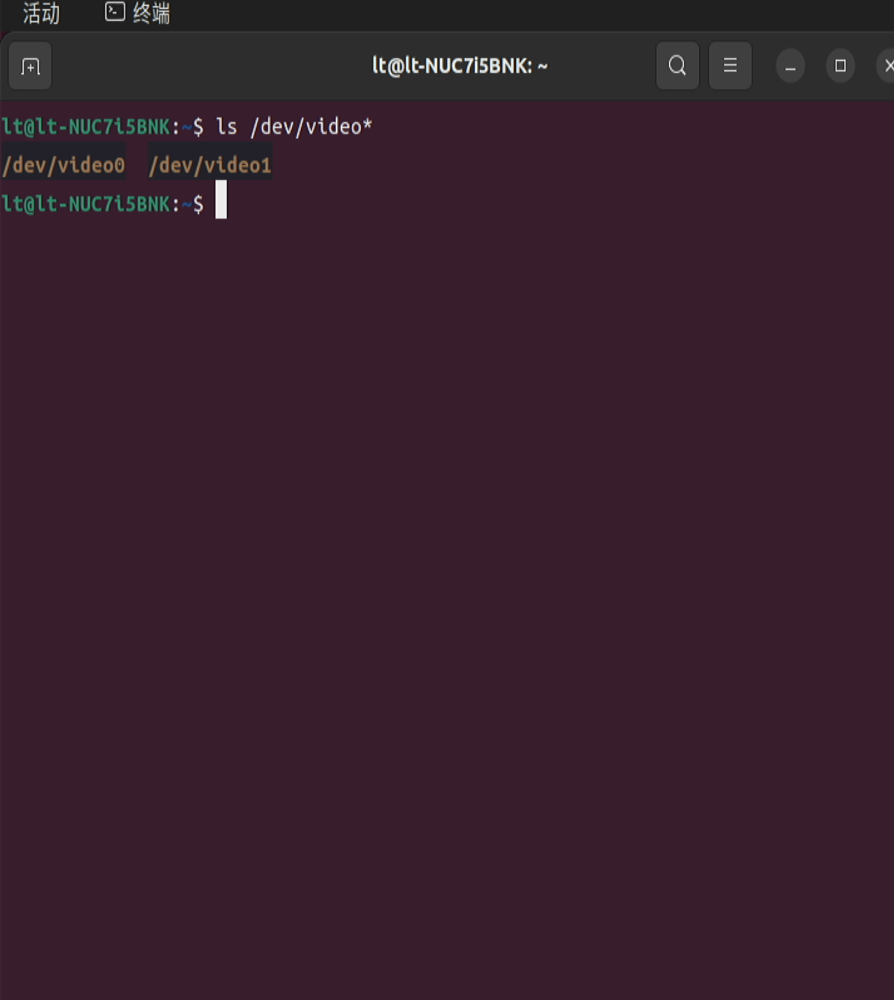 活动 终端
lt@lt-NUC7i5BNK: ~
lt@lt-NUC7i5BNK:~$ ls /dev/video*
/dev/video0  /dev/video1
lt@lt-NUC7i5BNK:~$